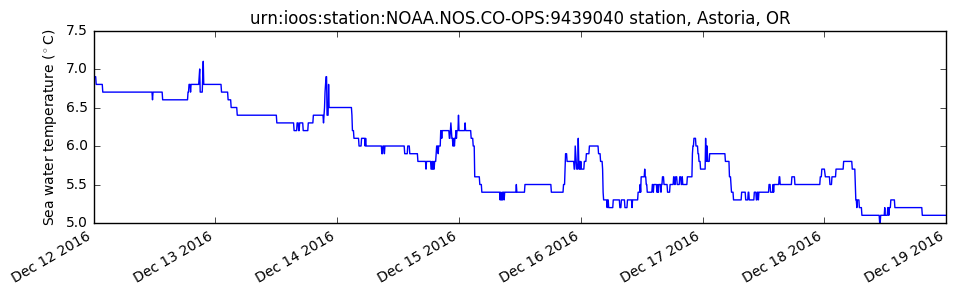 urn:ioos:station:NOAA.NOS.CO-OPS:9439040 station, Astoria, OR
Sea water temperature (°C)
7.5
7.0
6.5
6.0
5.5
5.0
Dec 12 2016
Dec 13 2016
Dec 14 2016
Dec 15 2016
Dec 16 2016
Dec 17 2016
Dec 18 2016
Dec 19 2016